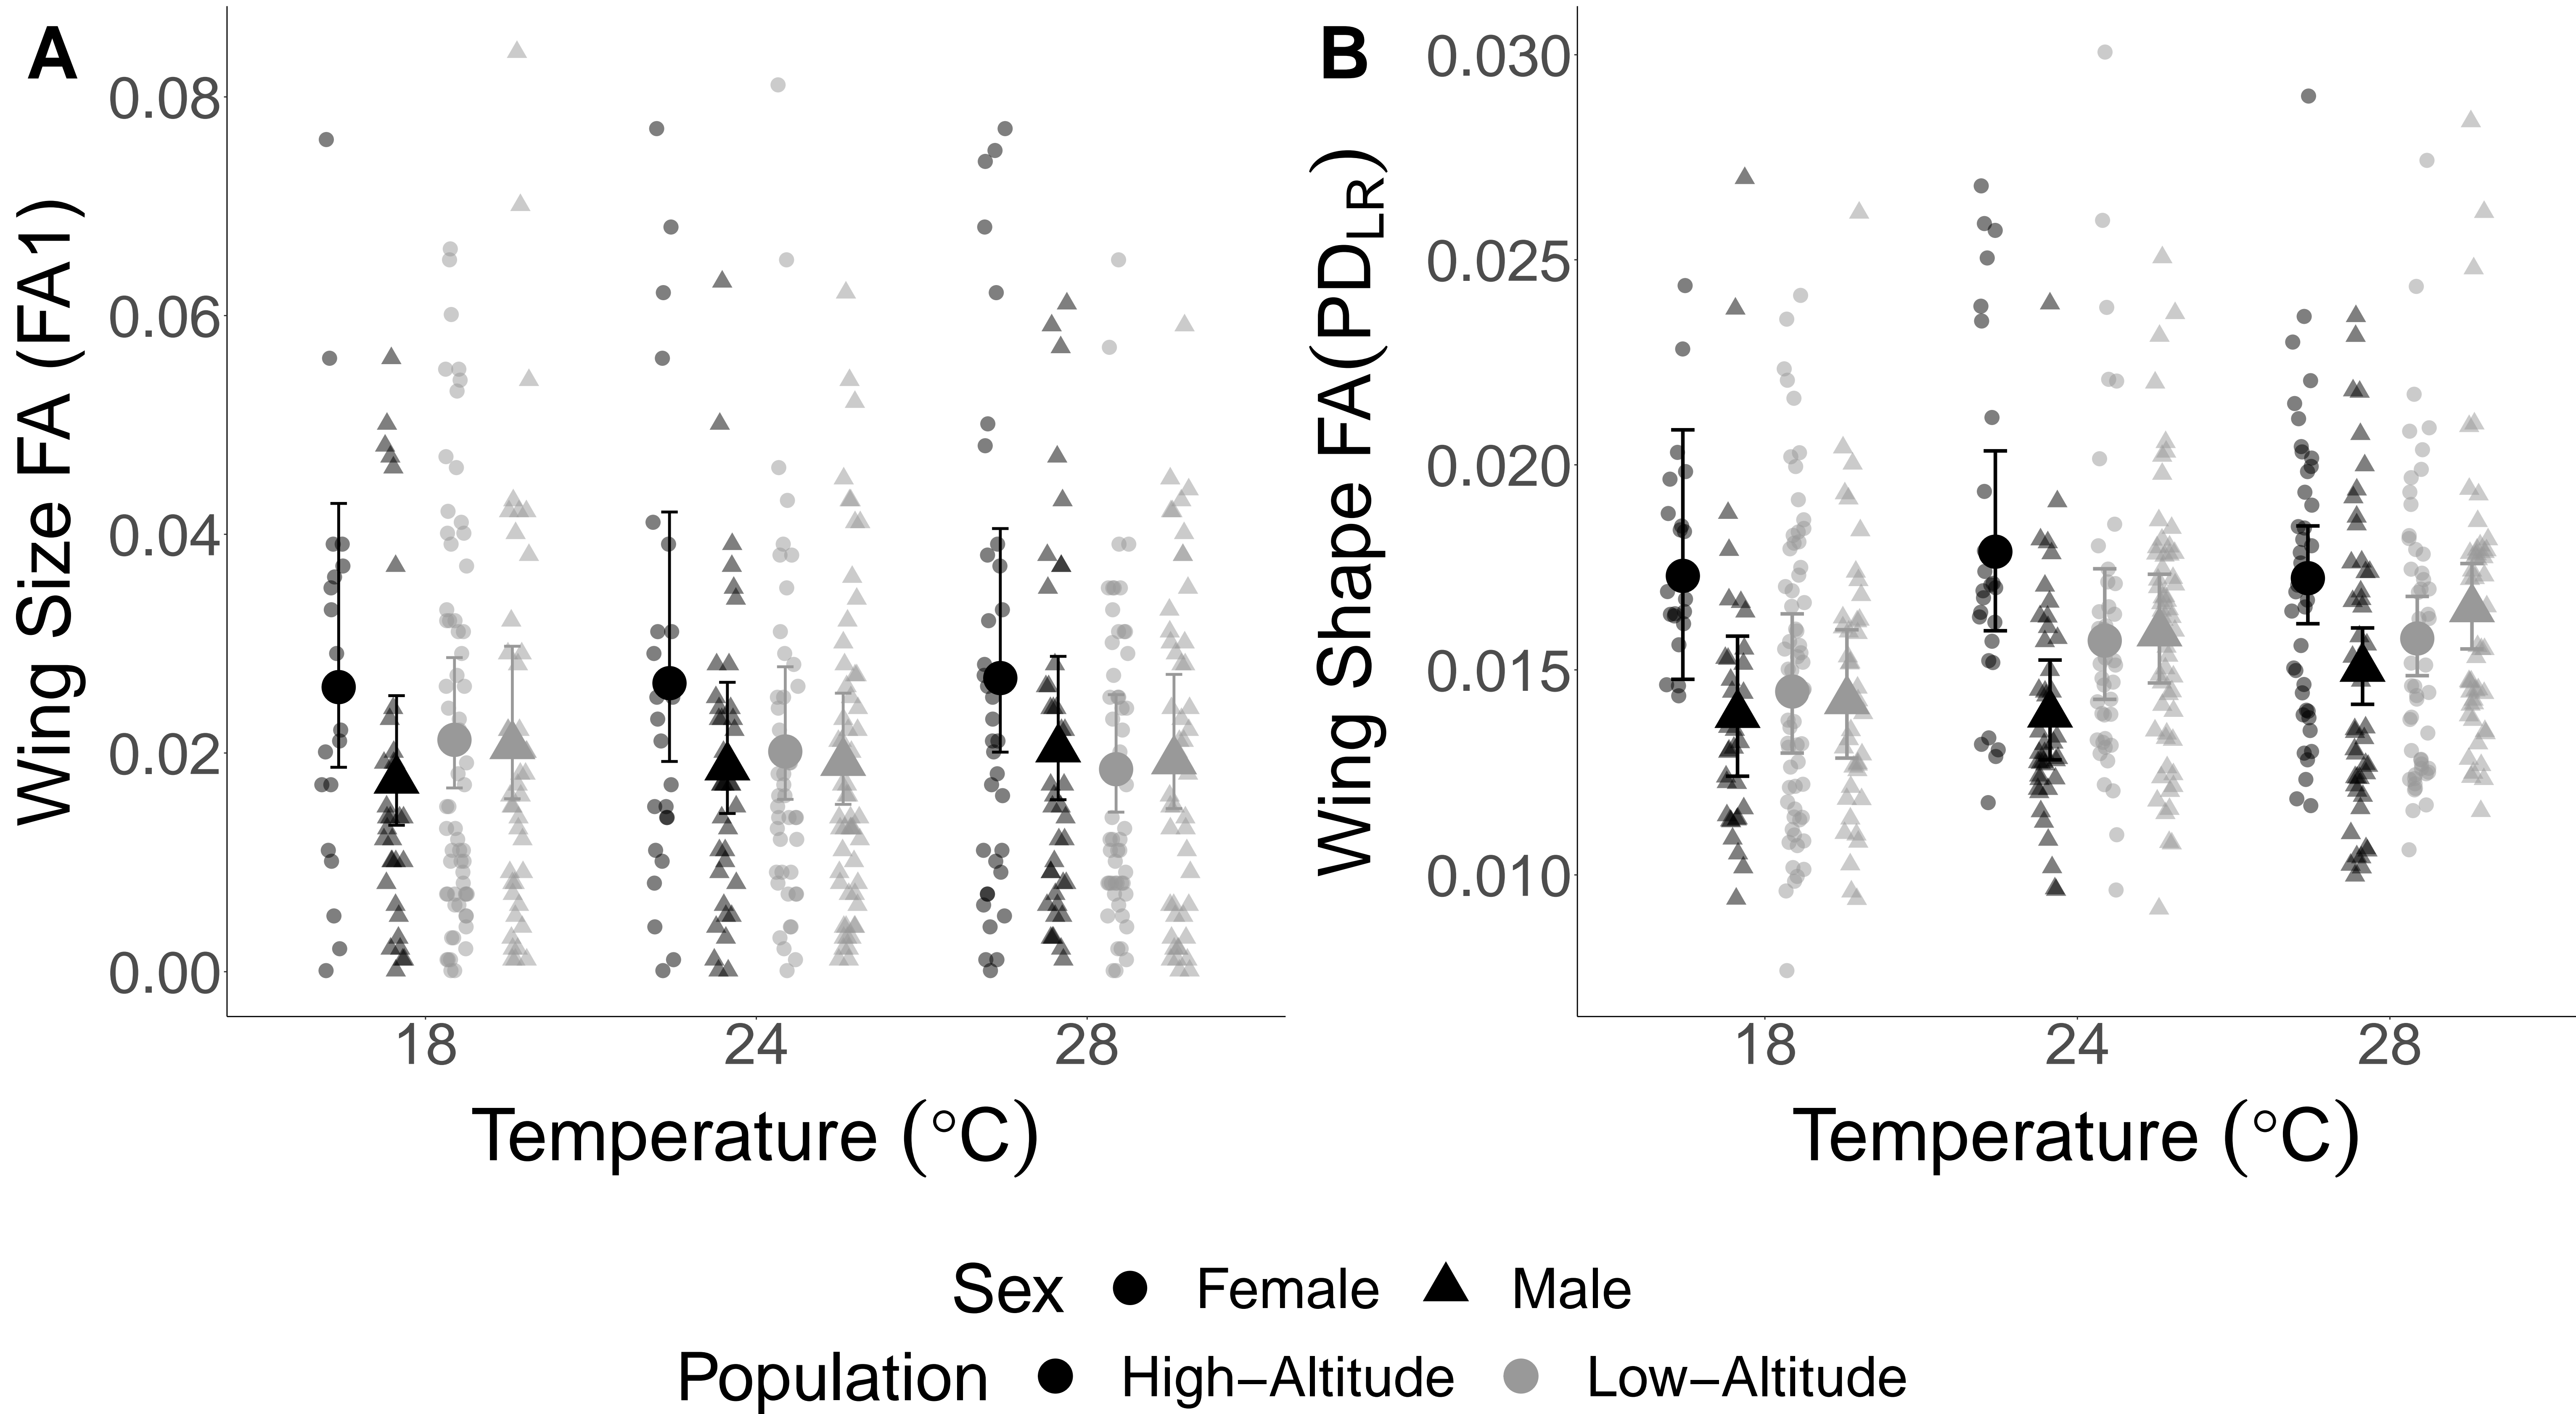 A
Wing Size FA (FA1)
0.08
0.06
0.04
0.02
0.00
18 24 28
Temperature (°C)
B
Wing Shape FA(PD_LR)
0.030
0.025
0.020
0.015
0.010
18 24 28
Temperature (°C)
Sex Female Male
Population High−Altitude Low−Altitude